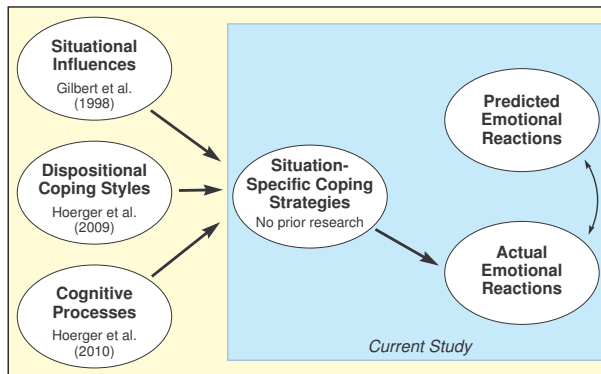 Situational
Influences
Gilbert et al.
(1998)
Dispositional
Coping Styles
Hoerger et al.
(2009)
Cognitive
Processes
Hoerger et al.
(2010)
Situation-
Specific Coping
Strategies
No prior research
Predicted
Emotional
Reactions
Actual
Emotional
Reactions
Current Study